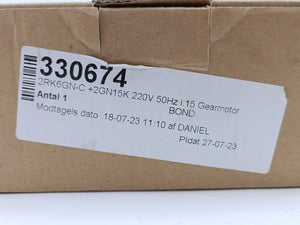 330674
2RK6GN-C +2GN15K 220V 50Hz i:15 Gearmotor
BOND
Antal 1
Modtagels dato 18-07-23 11:10 af DANIEL
Pldat 27-07-23